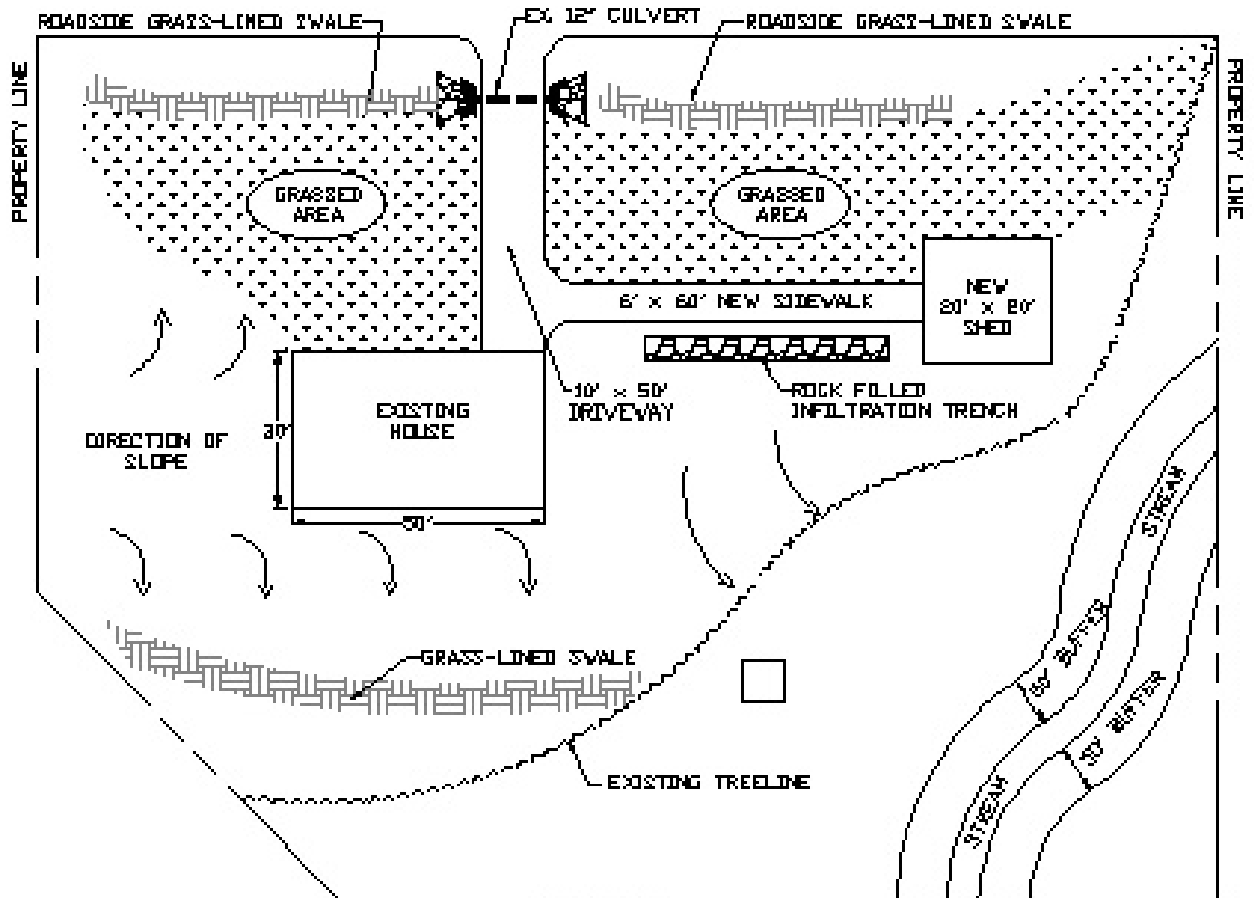 ROADSIDE GRASS-LINED SWALE
EX 12" CULVERT
ROADSIDE GRASS-LINED SWALE
PROPERTY LINE
PROPERTY LINE
GRASSED
AREA
GRASSED
AREA
6' x 60' NEW SIDEWALK
NEW
20' x 20'
SHED
10' x 50'
DRIVEWAY
ROCK FILLED
INFILTRATION TRENCH
EXISTING
HOUSE
30'
50'
DIRECTION OF
SLOPE
STREAM
GRASS-LINED SWALE
50' BUFFER
50' BUFFER
EXISTING TREELINE
STREAM